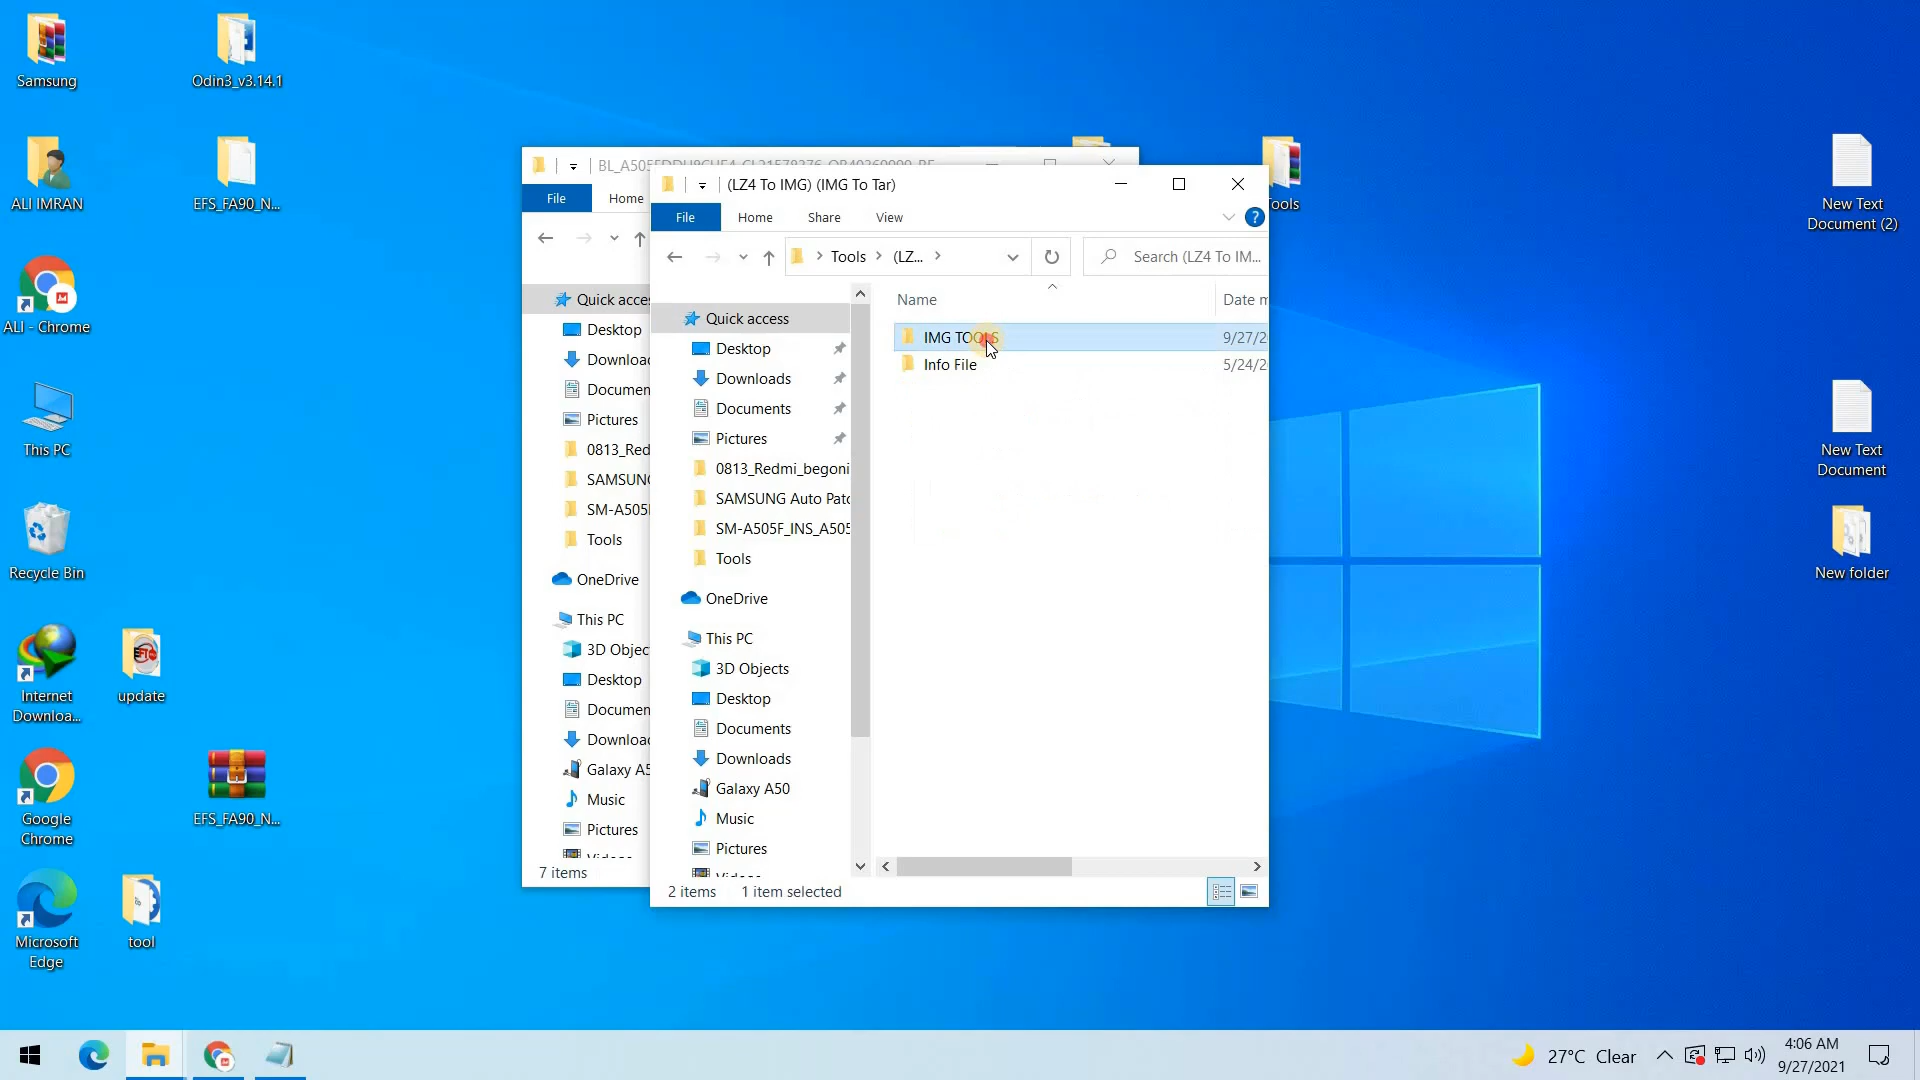 Samsung
Odin3_v3.14.1
ALI IMRAN
EFS_FA90_N...
ALI - Chrome
This PC
Recycle Bin
Internet
Downloa...
update
Google
Chrome
EFS_FA90_N...
Microsoft
Edge
tool
File
Home
Quick acce
Desktop
Downloa
Documen
Pictures
0813_Red
SAMSUN
SM-A505
Tools
OneDrive
This PC
3D Objec
Desktop
Documen
Downloa
Galaxy A5
Music
Pictures
7 items
(LZ4 To IMG) (IMG To Tar)
File
Home
Share
View
Tools
(LZ...
Search (LZ4 To IM...
Quick access
Desktop
Downloads
Documents
Pictures
0813_Redmi_begoni
SAMSUNG Auto Patc
SM-A505F_INS_A505
Tools
OneDrive
This PC
3D Objects
Desktop
Documents
Downloads
Galaxy A50
Music
Pictures
Name
Date m
IMG TOOLS
9/27/2
Info File
5/24/2
2 items
1 item selected
ools
New Text
Document (2)
New Text
Document
New folder
27°C Clear
4:06 AM
9/27/2021